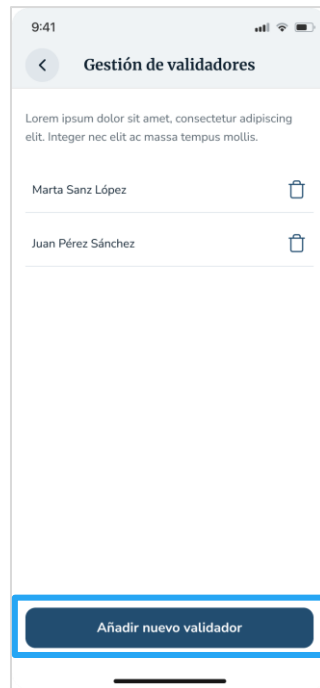 9:41
Gestión de validadores
Lorem ipsum dolor sit amet, consectetur adipiscing
elit. Integer nec elit ac massa tempus mollis.
Marta Sanz López
Juan Pérez Sánchez
Añadir nuevo validador